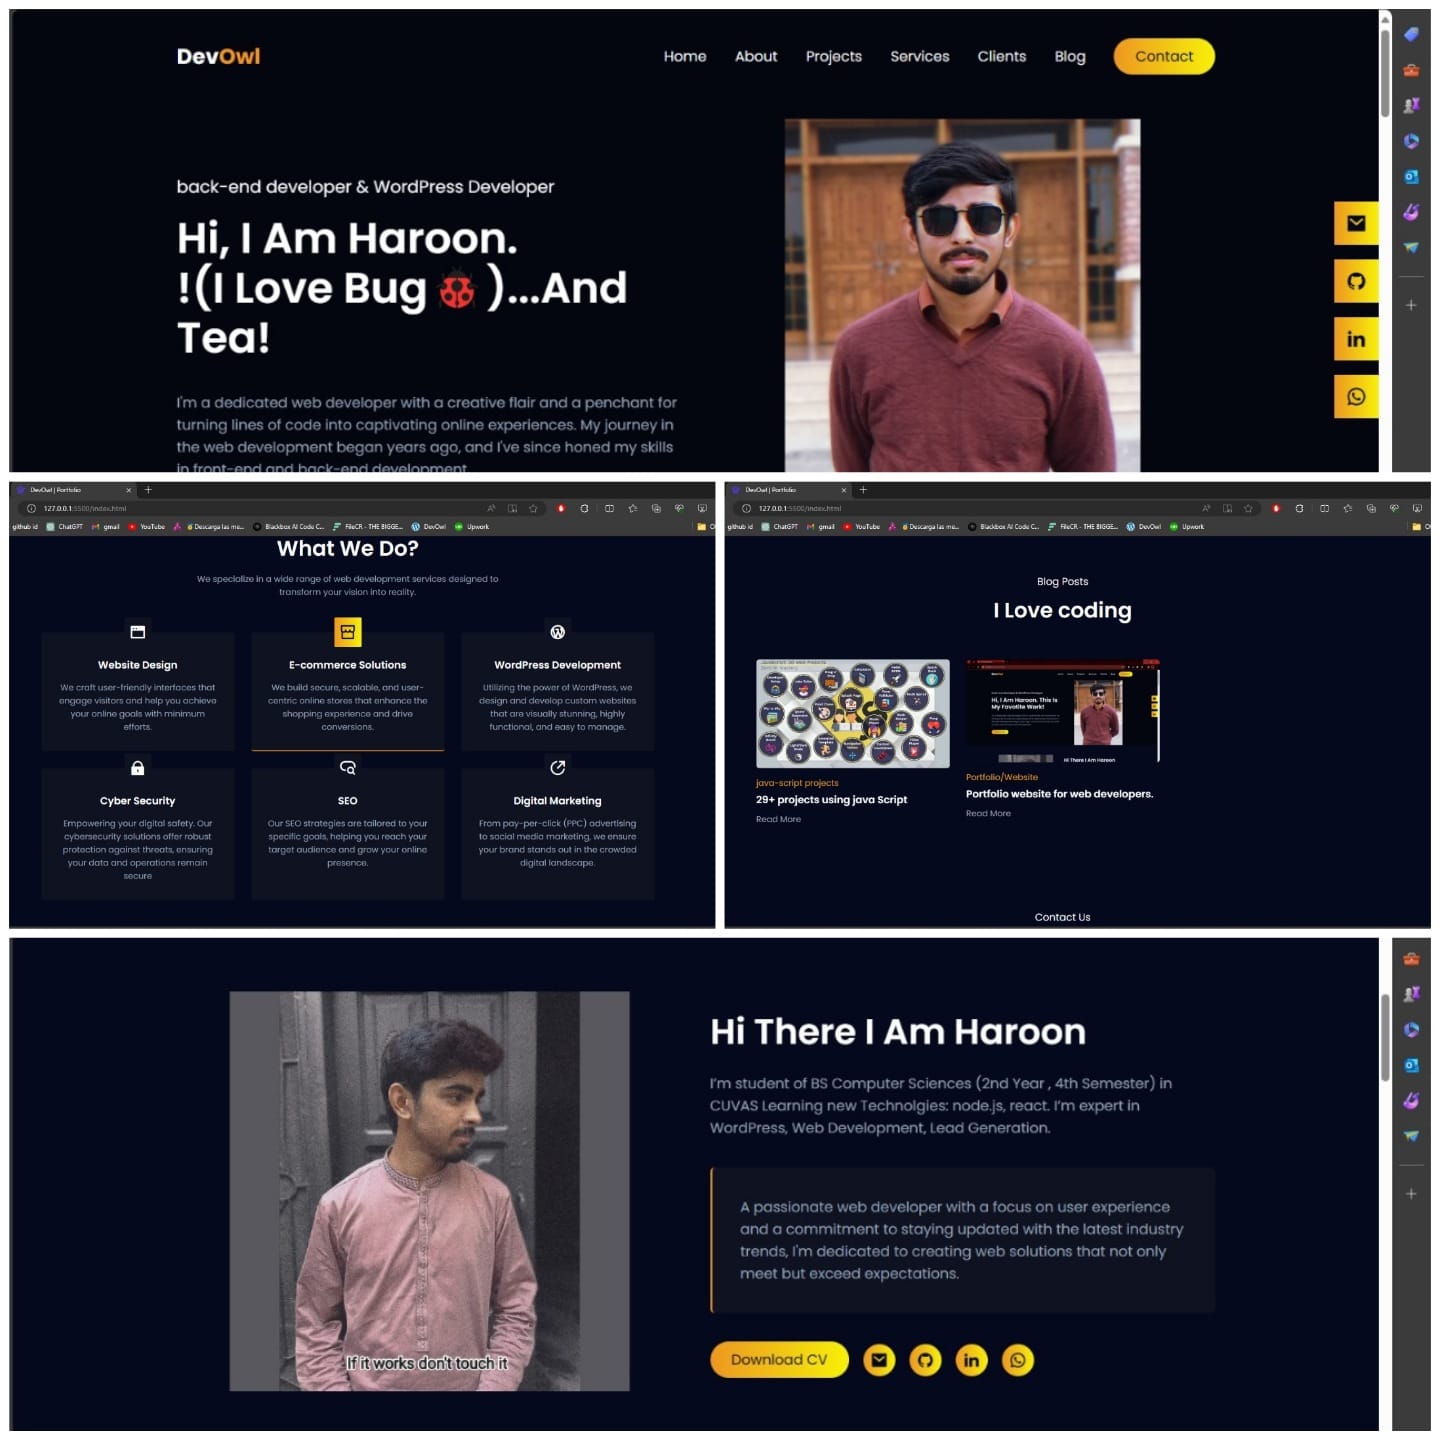 DevOwl
Home About Projects Services Clients Blog Contact
back-end developer & WordPress Developer
Hi, I Am Haroon.
!(I Love Bug 🐞)...And
Tea!
I'm a dedicated web developer with a creative flair and a penchant for
turning lines of code into captivating online experiences. My journey in
the web development began years ago, and I've since honed my skills
in front-end and back-end development
DevOwl | Portfolio
127.0.0.1:5500/index.html
github id ChatGPT gmail YouTube Descarga las me... Blackbox AI Code C... FileCR - THE BIGGE... DevOwl Upwork
What We Do?
We specialize in a wide range of web development services designed to
transform your vision into reality.
Website Design
We craft user-friendly interfaces that
engage visitors and help you achieve
your online goals with minimum
efforts.
E-commerce Solutions
We build secure, scalable, and user-
centric online stores that enhance the
shopping experience and drive
conversions.
WordPress Development
Utilizing the power of WordPress, we
design and develop custom websites
that are visually stunning, highly
functional, and easy to manage.
Cyber Security
Empowering your digital safety. Our
cybersecurity solutions offer robust
protection against threats, ensuring
your data and operations remain
secure
SEO
Our SEO strategies are tailored to your
specific goals, helping you reach your
target audience and grow your online
presence.
Digital Marketing
From pay-per-click (PPC) advertising
to social media marketing, we ensure
your brand stands out in the crowded
digital landscape.
DevOwl | Portfolio
127.0.0.1:5500/index.html
github id ChatGPT gmail YouTube Descarga las me... Blackbox AI Code C... FileCR - THE BIGGE... DevOwl Upwork
Blog Posts
I Love coding
Hi, I Am Haroon. This Is
My Favotite Work!
Hi There I Am Haroon
java-script projects
29+ projects using java Script
Read More
Portfolio/Website
Portfolio website for web developers.
Read More
Contact Us
If it works don't touch it
Hi There I Am Haroon
I'm student of BS Computer Sciences (2nd Year , 4th Semester) in
CUVAS Learning new Technolgies: node.js, react. I'm expert in
WordPress, Web Development, Lead Generation.
A passionate web developer with a focus on user experience
and a commitment to staying updated with the latest industry
trends, I'm dedicated to creating web solutions that not only
meet but exceed expectations.
Download CV
in